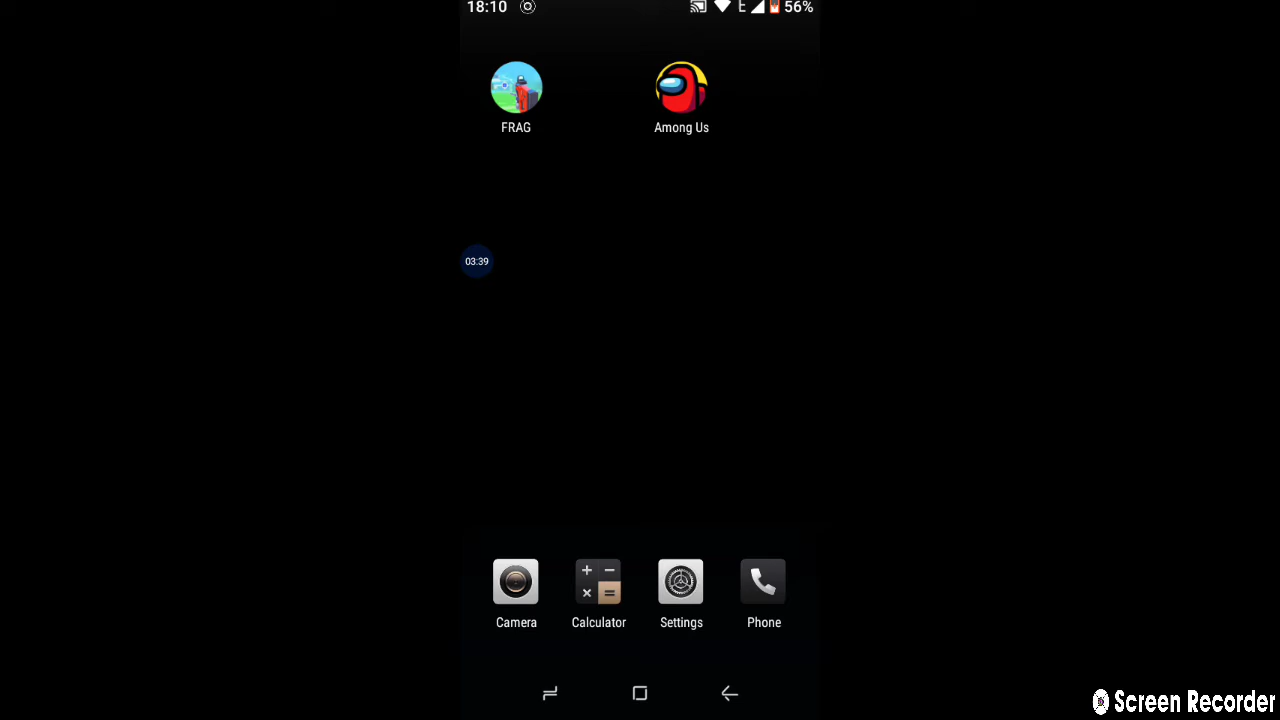 18:10 E 56%
FRAG Among Us
03:39
Camera Calculator Settings Phone
Screen Recorder